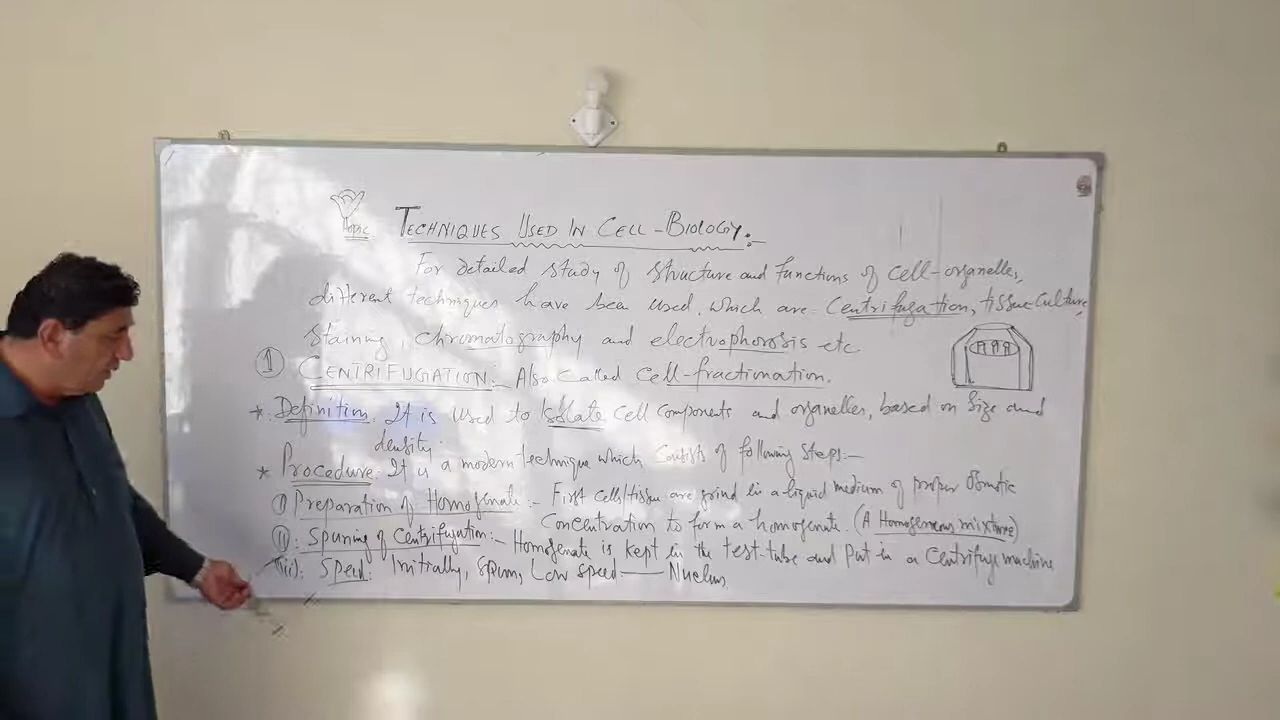 Topic
TECHNIQUES USED IN CELL-BIOLOGY:-
For detailed study of structure and functions of cell-organelles,
different techniques have been used, which are Centrifugation, tissue culture,
staining, chromatography and electrophorosis etc
① CENTRIFUGATION: Also called cell-fractionation.
* Definition. It is used to Isolate cell components and organelles, based on size and
density.
* Procedure: It is a modern technique which consists of following steps:-
(i) Preparation of Homogenate:- First cell/tissue are grind in a liquid medium of proper Osmotic
Concentration to form a homogenate. (A Homogeneous mixture)
(ii): Spuning of Centrifugation:- Homogenate is kept in the test-tube and put in a Centrifuge machine
(iii): Speed: Initially, Spun, Low speed — Nucleus,